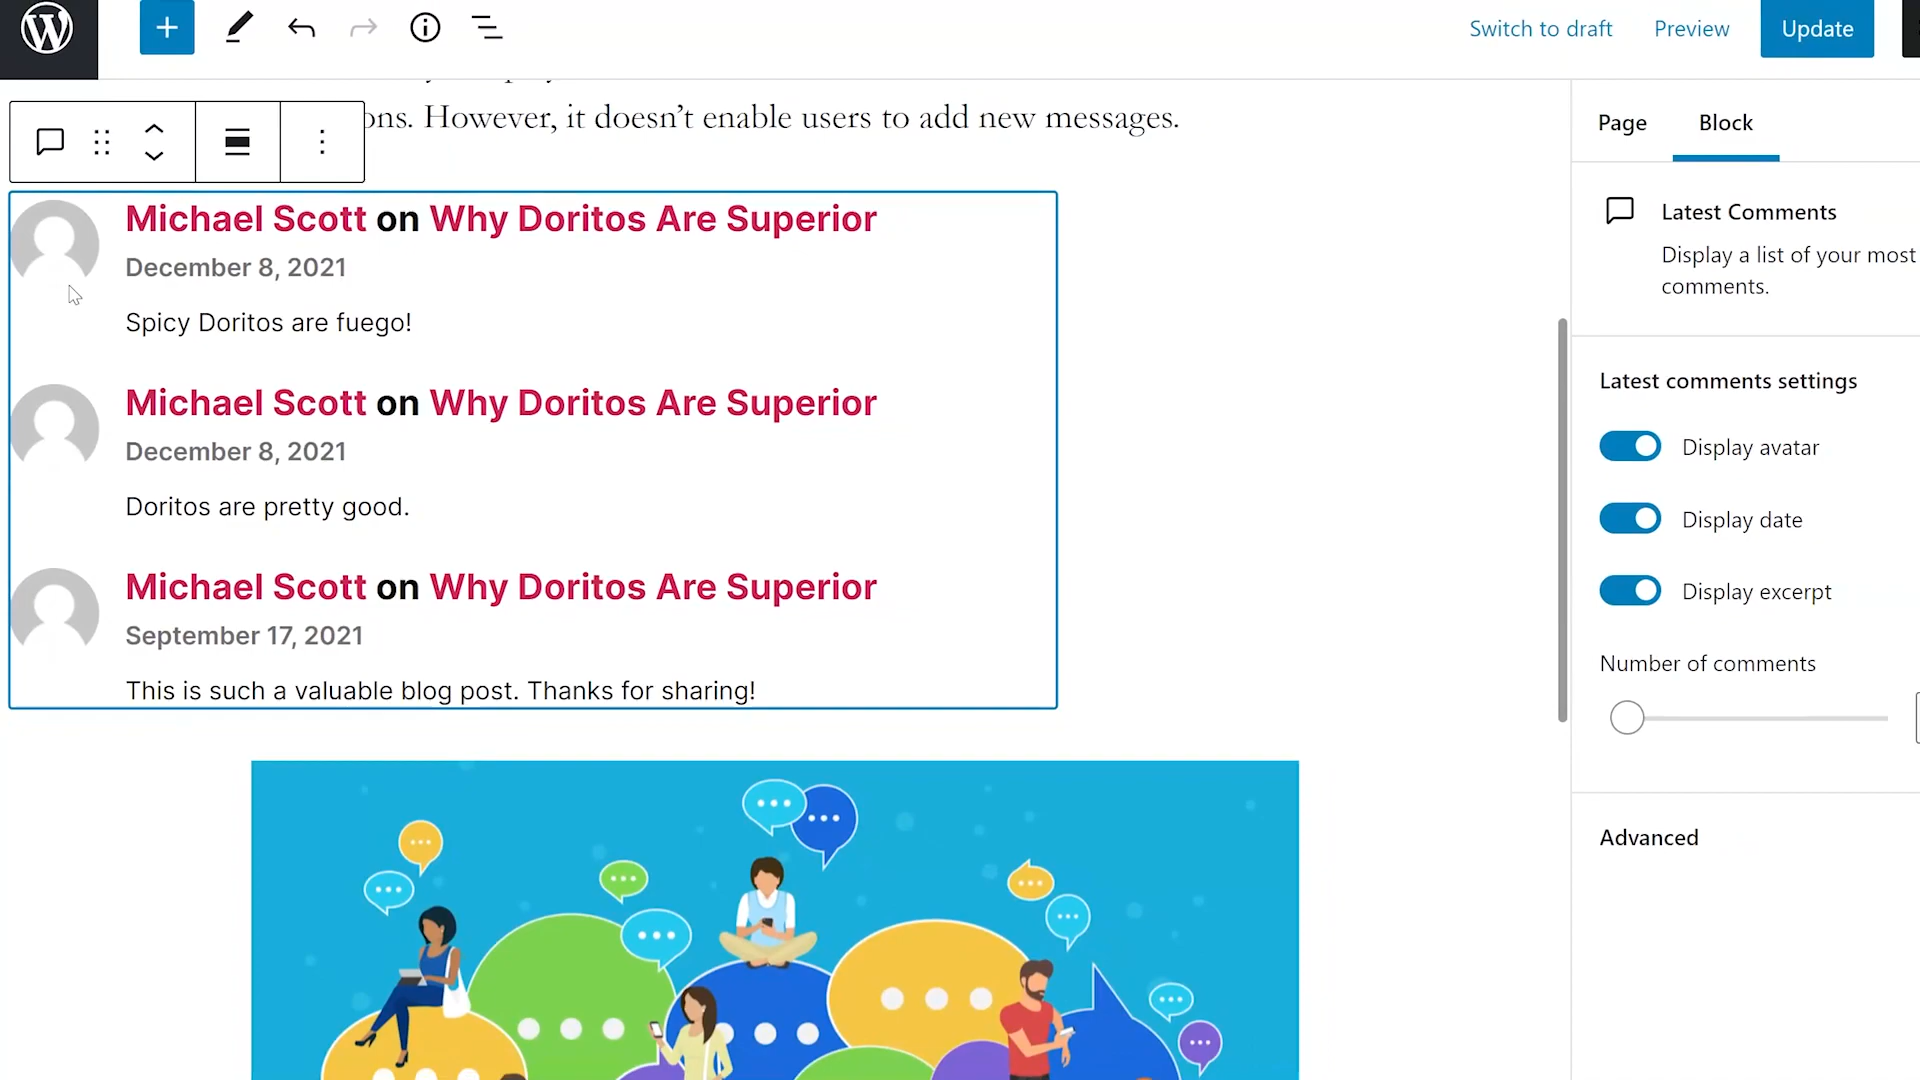 Switch to draft
Preview
Update
ons. However, it doesn’t enable users to add new messages.
Michael Scott on Why Doritos Are Superior
December 8, 2021
Spicy Doritos are fuego!
Michael Scott on Why Doritos Are Superior
December 8, 2021
Doritos are pretty good.
Michael Scott on Why Doritos Are Superior
September 17, 2021
This is such a valuable blog post. Thanks for sharing!
Page
Block
Latest Comments
Display a list of your most
comments.
Latest comments settings
Display avatar
Display date
Display excerpt
Number of comments
Advanced